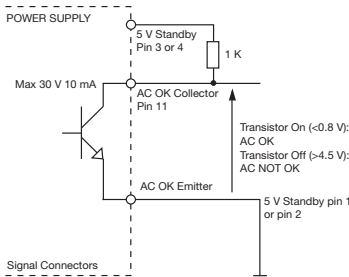 POWER SUPPLY
5 V Standby
Pin 3 or 4
1 K
Max 30 V 10 mA
AC OK Collector
Pin 11
Transistor On (<0.8 V):
AC OK
Transistor Off (>4.5 V):
AC NOT OK
AC OK Emitter
5 V Standby pin 1
or pin 2
Signal Connectors